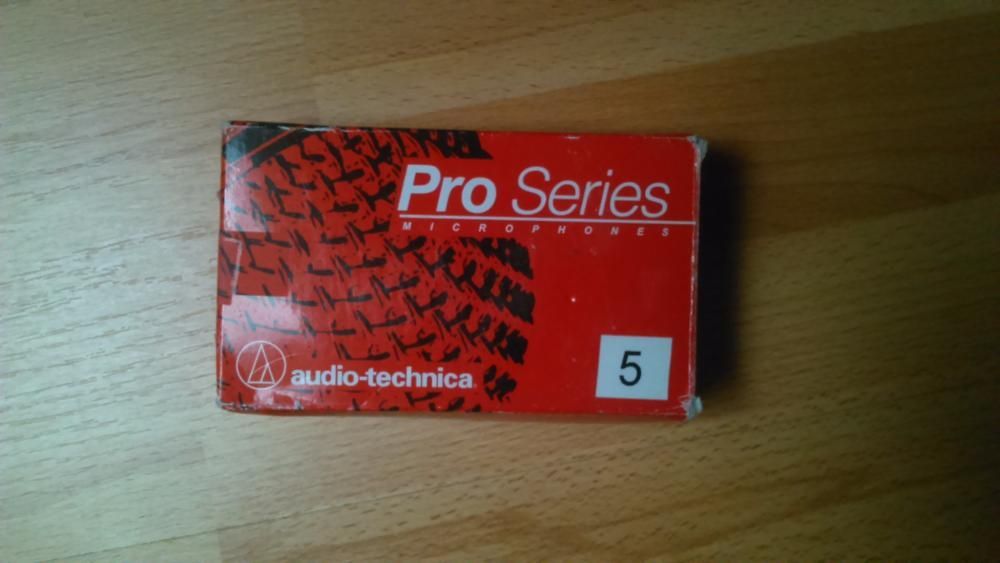 Pro Series
MICROPHONES
audio-technica
5